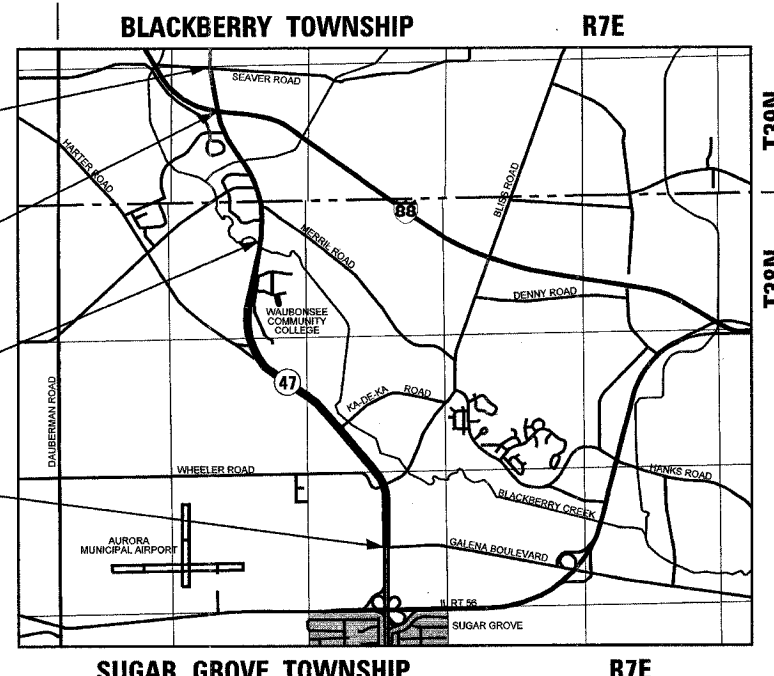 BLACKBERRY TOWNSHIP R7E
SEAVER ROAD
T39N
HARTER ROAD
BLISS ROAD
88
MERRIL ROAD
T38N
DENNY ROAD
WAUBONSEE
COMMUNITY
COLLEGE
47
KA-DE-KA ROAD
DAUBERMAN ROAD
WHEELER ROAD
HANKS ROAD
BLACKBERRY CREEK
AURORA
MUNICIPAL AIRPORT
GALENA BOULEVARD
IL RT 56
SUGAR GROVE
SUGAR GROVE TOWNSHIP R7E